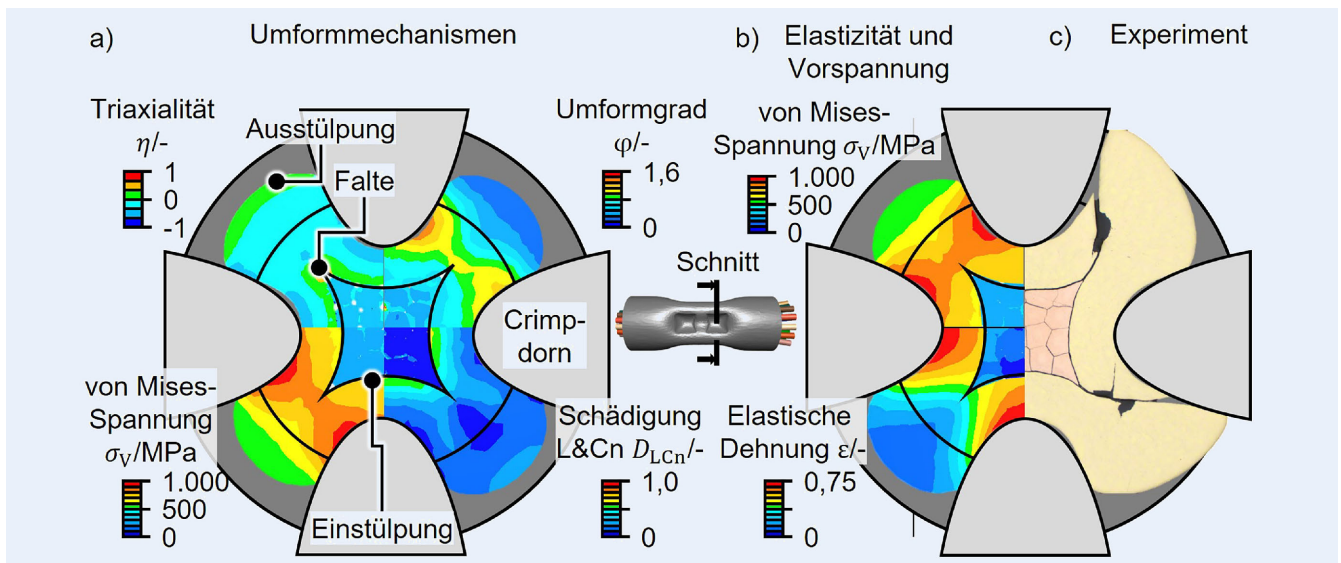 a)
Umformmechanismen
Triaxialität
η/-
1
0
-1
Ausstülpung
Falte
Umformgrad
φ/-
1,6
0
Schnitt
Crimp-
dorn
von Mises-
Spannung
σV/MPa
1.000
500
0
Einstülpung
Schädigung
L&Cn DLCn/-
1,0
0
b)
Elastizität und
Vorspannung
von Mises-
Spannung σV/MPa
1.000
500
0
Elastische
Dehnung ε/-
0,75
0
c)
Experiment